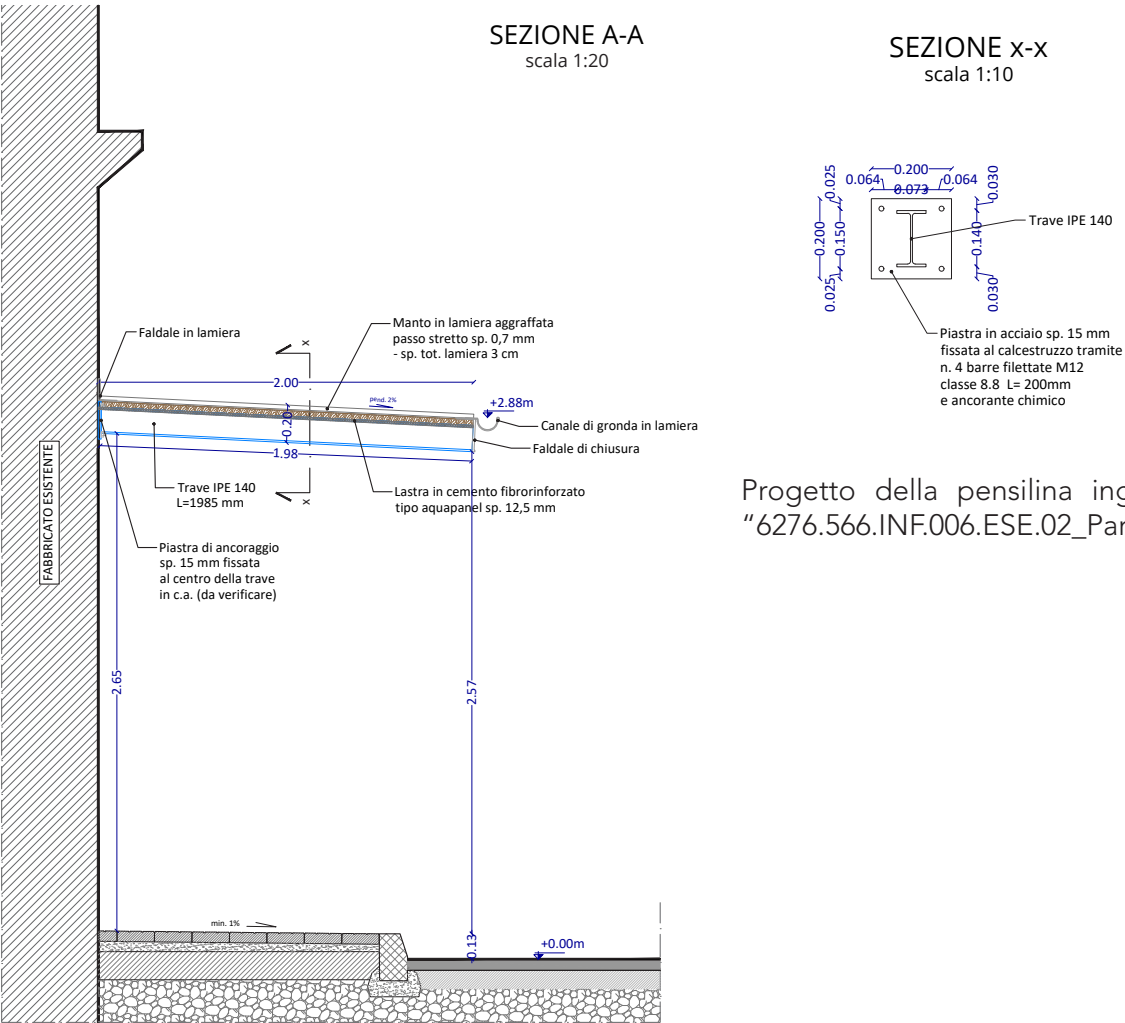 SEZIONE A-A
scala 1:20
SEZIONE x-x
scala 1:10
0.200
0.064
0.073
0.064
0.025
0.200
0.150
0.025
0.030
0.140
0.030
Trave IPE 140
Piastra in acciaio sp. 15 mm
fissata al calcestruzzo tramite
n. 4 barre filettate M12
classe 8.8 L= 200mm
e ancorante chimico
Faldale in lamiera
Manto in lamiera aggraffata
passo stretto sp. 0,7 mm
- sp. tot. lamiera 3 cm
x
2.00
pend. 2%
+2.88m
0.20
Canale di gronda in lamiera
Faldale di chiusura
1.98
Trave IPE 140
L=1985 mm
x
Lastra in cemento fibrorinforzato
tipo aquapanel sp. 12,5 mm
Piastra di ancoraggio
sp. 15 mm fissata
al centro della trave
in c.a. (da verificare)
FABBRICATO ESISTENTE
Progetto della pensilina ing
"6276.566.INF.006.ESE.02_Par
2.65
2.57
min. 1%
0.13
+0.00m